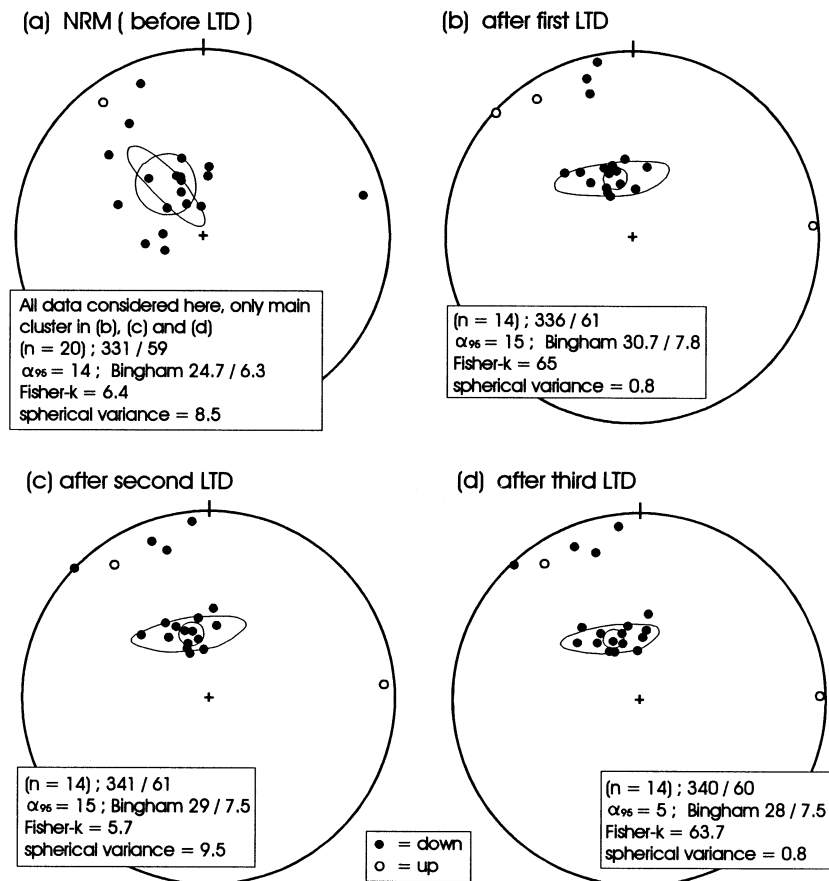 (a) NRM ( before LTD )
All data considered here, only main
cluster in (b), (c) and (d)
(n = 20) ; 331 / 59
α95 = 14 ; Bingham 24.7 / 6.3
Fisher-k = 6.4
spherical variance = 8.5
(b) after first LTD
(n = 14) ; 336 / 61
α95 = 15 ; Bingham 30.7 / 7.8
Fisher-k = 65
spherical variance = 0.8
(c) after second LTD
(n = 14) ; 341 / 61
α95 = 15 ; Bingham 29 / 7.5
Fisher-k = 5.7
spherical variance = 9.5
(d) after third LTD
(n = 14) ; 340 / 60
α95 = 5 ; Bingham 28 / 7.5
Fisher-k = 63.7
spherical variance = 0.8
= down
= up